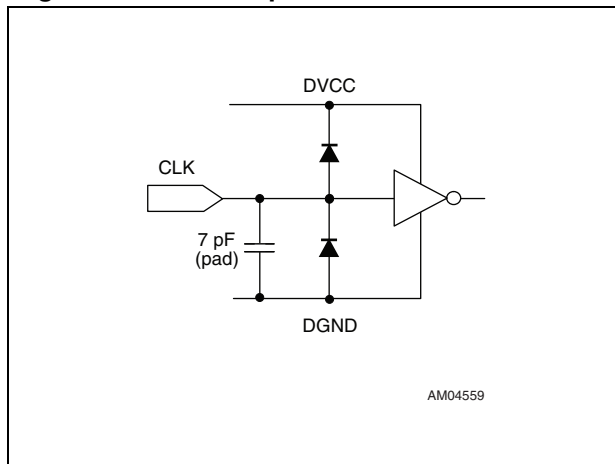 DVCC
CLK
7 pF
(pad)
DGND
AM04559